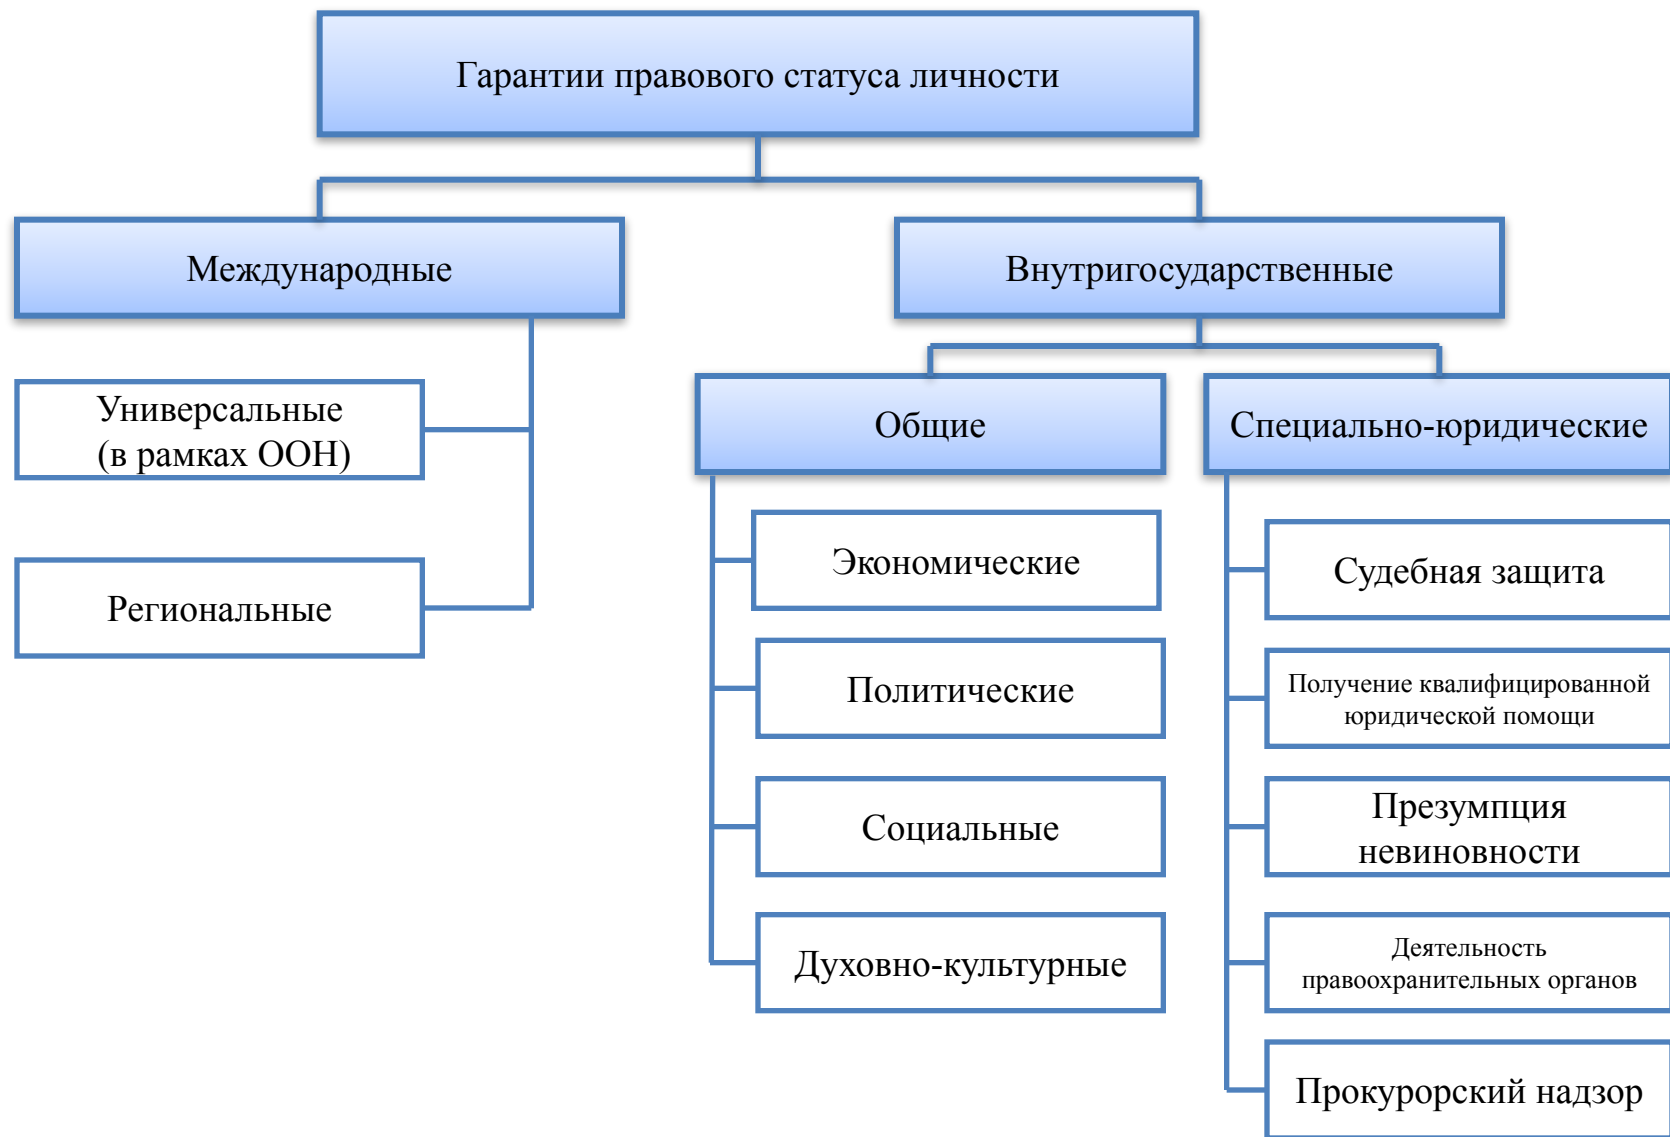 Гарантии правового статуса личности
Международные
Внутригосударственные
Универсальные
(в рамках ООН)
Региональные
Общие
Экономические
Политические
Социальные
Духовно-культурные
Специально-юридические
Судебная защита
Получение квалифицированной
юридической помощи
Презумпция
невиновности
Деятельность
правоохранительных органов
Прокурорский надзор